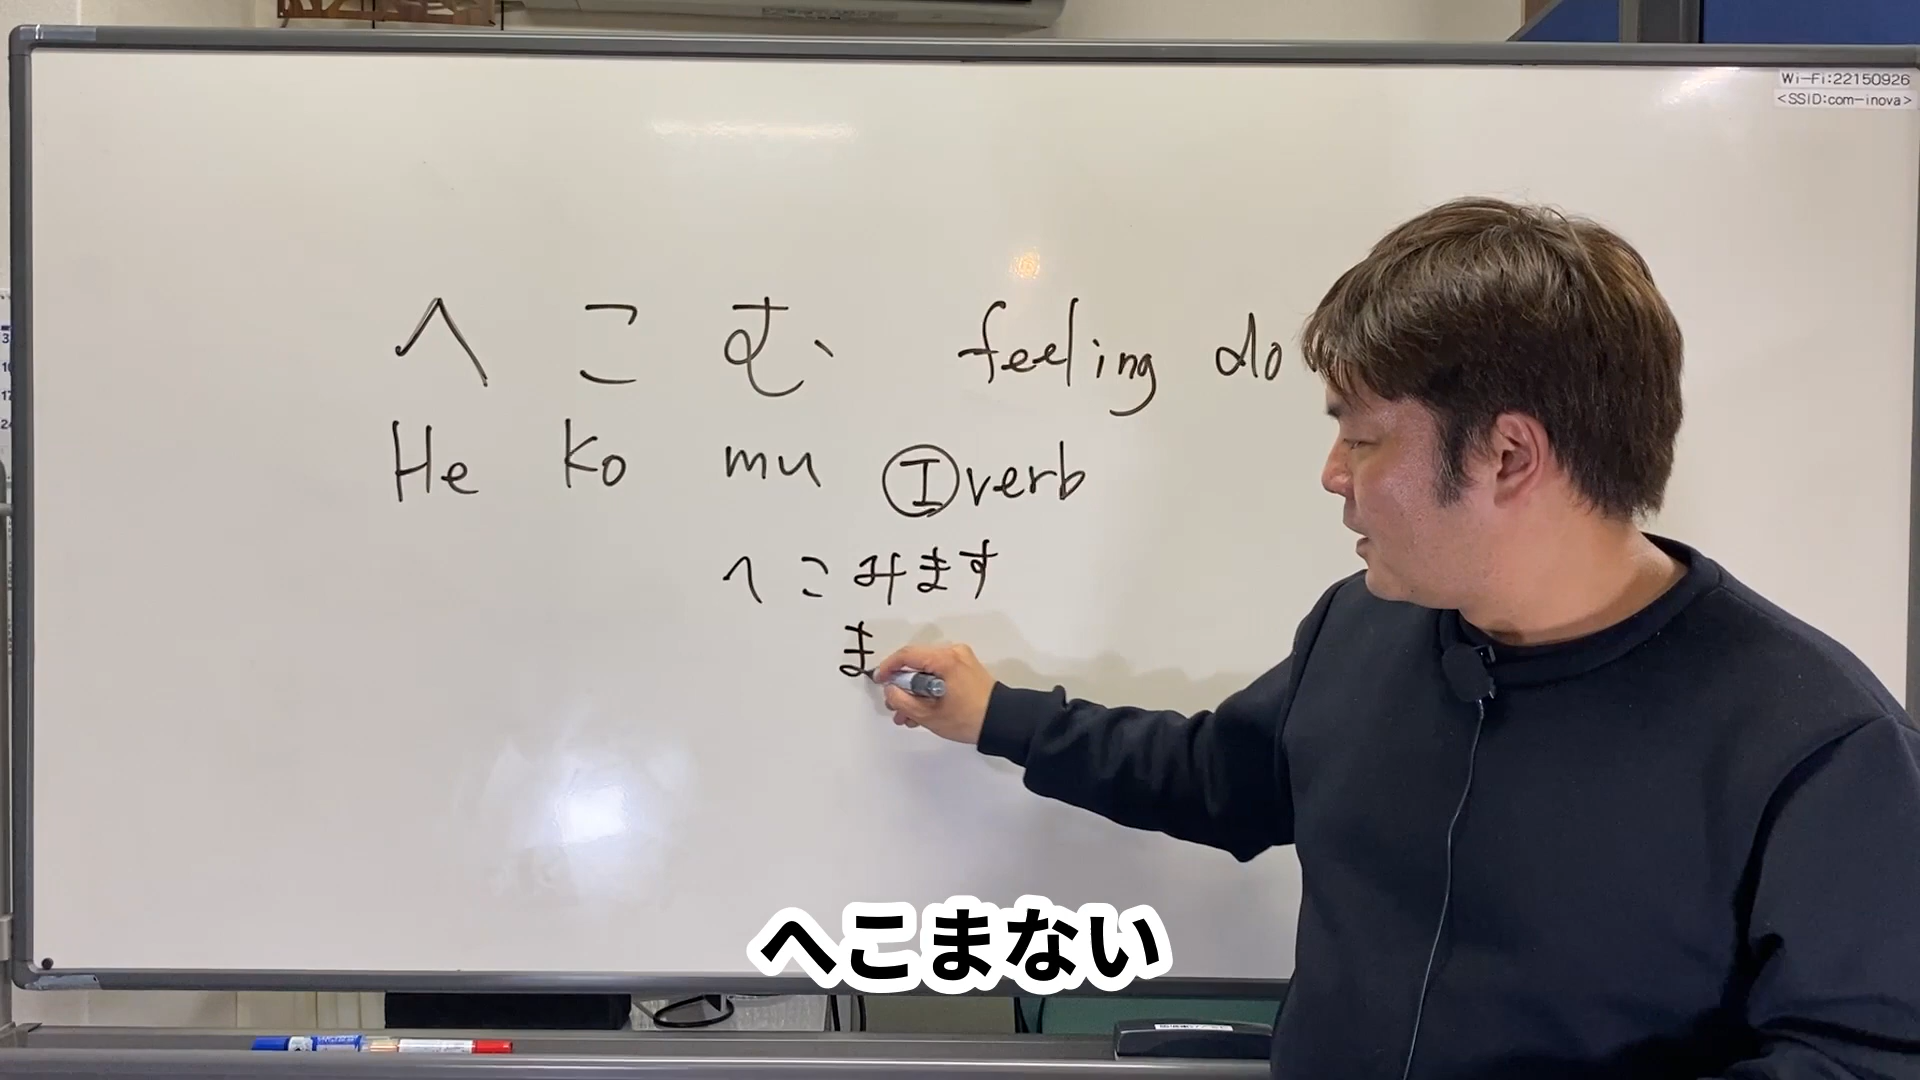 Wi-Fi:22150926
<SSID:com-inova>
へこむ feeling do
He ko mu Ⓘverb
へこみます
ま
へこまない